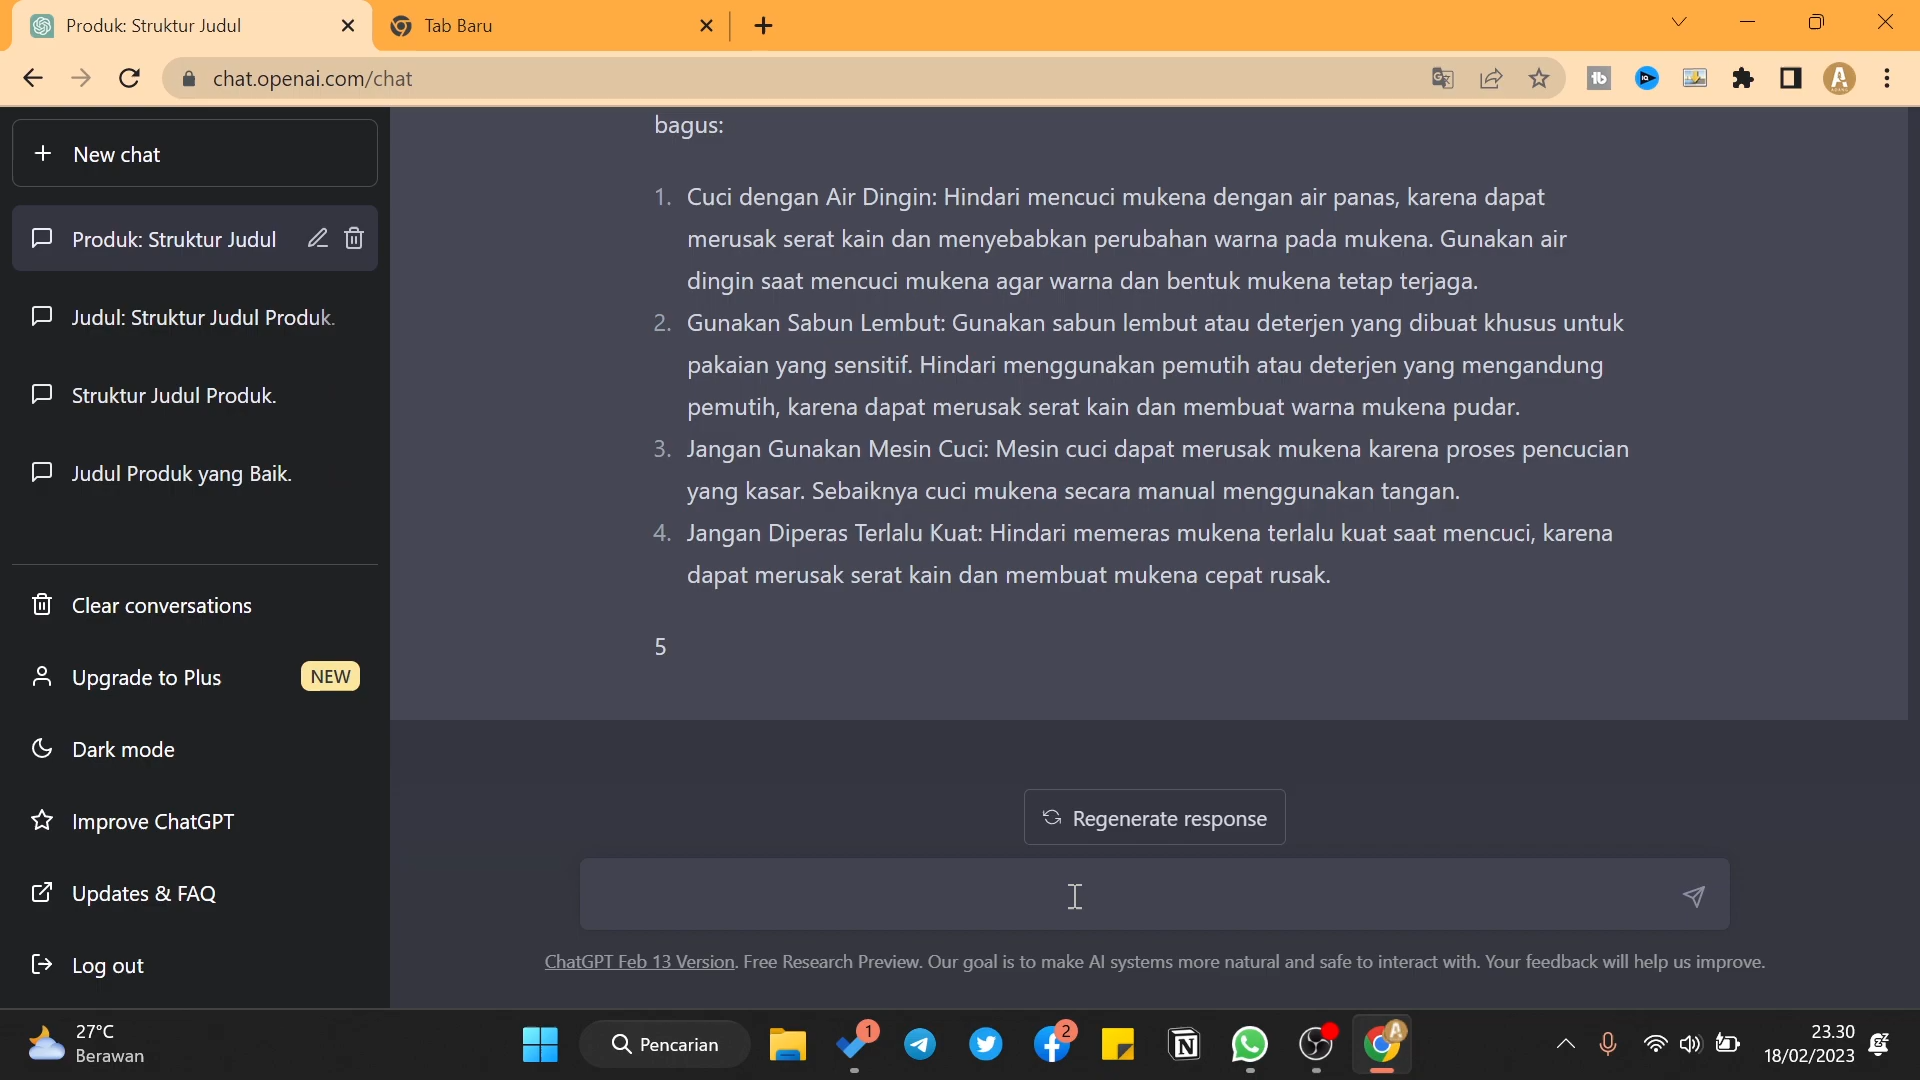 Produk: Struktur Judul
Tab Baru
chat.openai.com/chat
New chat
Produk: Struktur Judul
Judul: Struktur Judul Produk.
Struktur Judul Produk.
Judul Produk yang Baik.
Clear conversations
Upgrade to Plus
NEW
Dark mode
Improve ChatGPT
Updates & FAQ
Log out
bagus:
1. Cuci dengan Air Dingin: Hindari mencuci mukena dengan air panas, karena dapat
merusak serat kain dan menyebabkan perubahan warna pada mukena. Gunakan air
dingin saat mencuci mukena agar warna dan bentuk mukena tetap terjaga.
2. Gunakan Sabun Lembut: Gunakan sabun lembut atau deterjen yang dibuat khusus untuk
pakaian yang sensitif. Hindari menggunakan pemutih atau deterjen yang mengandung
pemutih, karena dapat merusak serat kain dan membuat warna mukena pudar.
3. Jangan Gunakan Mesin Cuci: Mesin cuci dapat merusak mukena karena proses pencucian
yang kasar. Sebaiknya cuci mukena secara manual menggunakan tangan.
4. Jangan Diperas Terlalu Kuat: Hindari memeras mukena terlalu kuat saat mencuci, karena
dapat merusak serat kain dan membuat mukena cepat rusak.
5
Regenerate response
ChatGPT Feb 13 Version. Free Research Preview. Our goal is to make AI systems more natural and safe to interact with. Your feedback will help us improve.
27°C
Berawan
Pencarian
1
2
23.30
18/02/2023